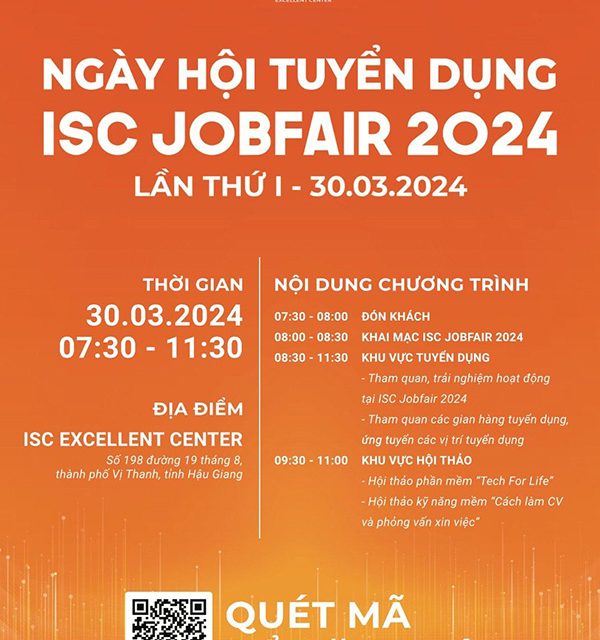 EXCELLENT CENTER
NGÀY HỘI TUYỂN DỤNG
ISC JOBFAIR 2024
LẦN THỨ I - 30.03.2024
THỜI GIAN
30.03.2024
07:30 - 11:30
ĐỊA ĐIỂM
ISC EXCELLENT CENTER
Số 198 đường 19 tháng 8,
thành phố Vị Thanh, tỉnh Hậu Giang
NỘI DUNG CHƯƠNG TRÌNH
07:30 - 08:00 ĐÓN KHÁCH
08:00 - 08:30 KHAI MẠC ISC JOBFAIR 2024
08:30 - 11:30 KHU VỰC TUYỂN DỤNG
- Tham quan, trải nghiệm hoạt động
tại ISC Jobfair 2024
- Tham quan các gian hàng tuyển dụng,
ứng tuyển các vị trí tuyển dụng
09:30 - 11:00 KHU VỰC HỘI THẢO
- Hội thảo phần mềm “Tech For Life”
- Hội thảo kỹ năng mềm “Cách làm CV
và phỏng vấn xin việc”
QUÉT MÃ